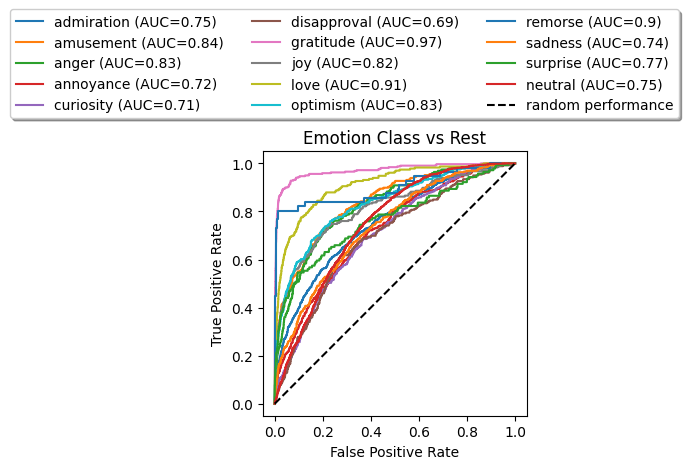 admiration (AUC=0.75)
amusement (AUC=0.84)
anger (AUC=0.83)
annoyance (AUC=0.72)
curiosity (AUC=0.71)
disapproval (AUC=0.69)
gratitude (AUC=0.97)
joy (AUC=0.82)
love (AUC=0.91)
optimism (AUC=0.83)
remorse (AUC=0.9)
sadness (AUC=0.74)
surprise (AUC=0.77)
neutral (AUC=0.75)
random performance
Emotion Class vs Rest
True Positive Rate
1.0
0.8
0.6
0.4
0.2
0.0
0.0 0.2 0.4 0.6 0.8 1.0
False Positive Rate